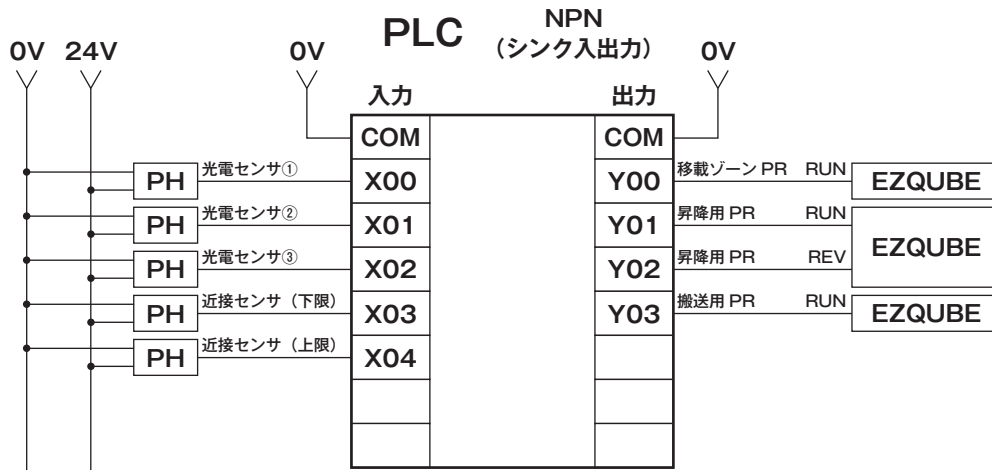 PLC
NPN
（シンク入出力）
0V 24V 0V 0V
入力 出力
COM COM
PH 光電センサ① X00 Y00 移載ゾーン PR RUN EZQUBE
PH 光電センサ② X01 Y01 昇降用 PR RUN
EZQUBE
PH 光電センサ③ X02 Y02 昇降用 PR REV
PH 近接センサ（下限） X03 Y03 搬送用 PR RUN EZQUBE
PH 近接センサ（上限） X04